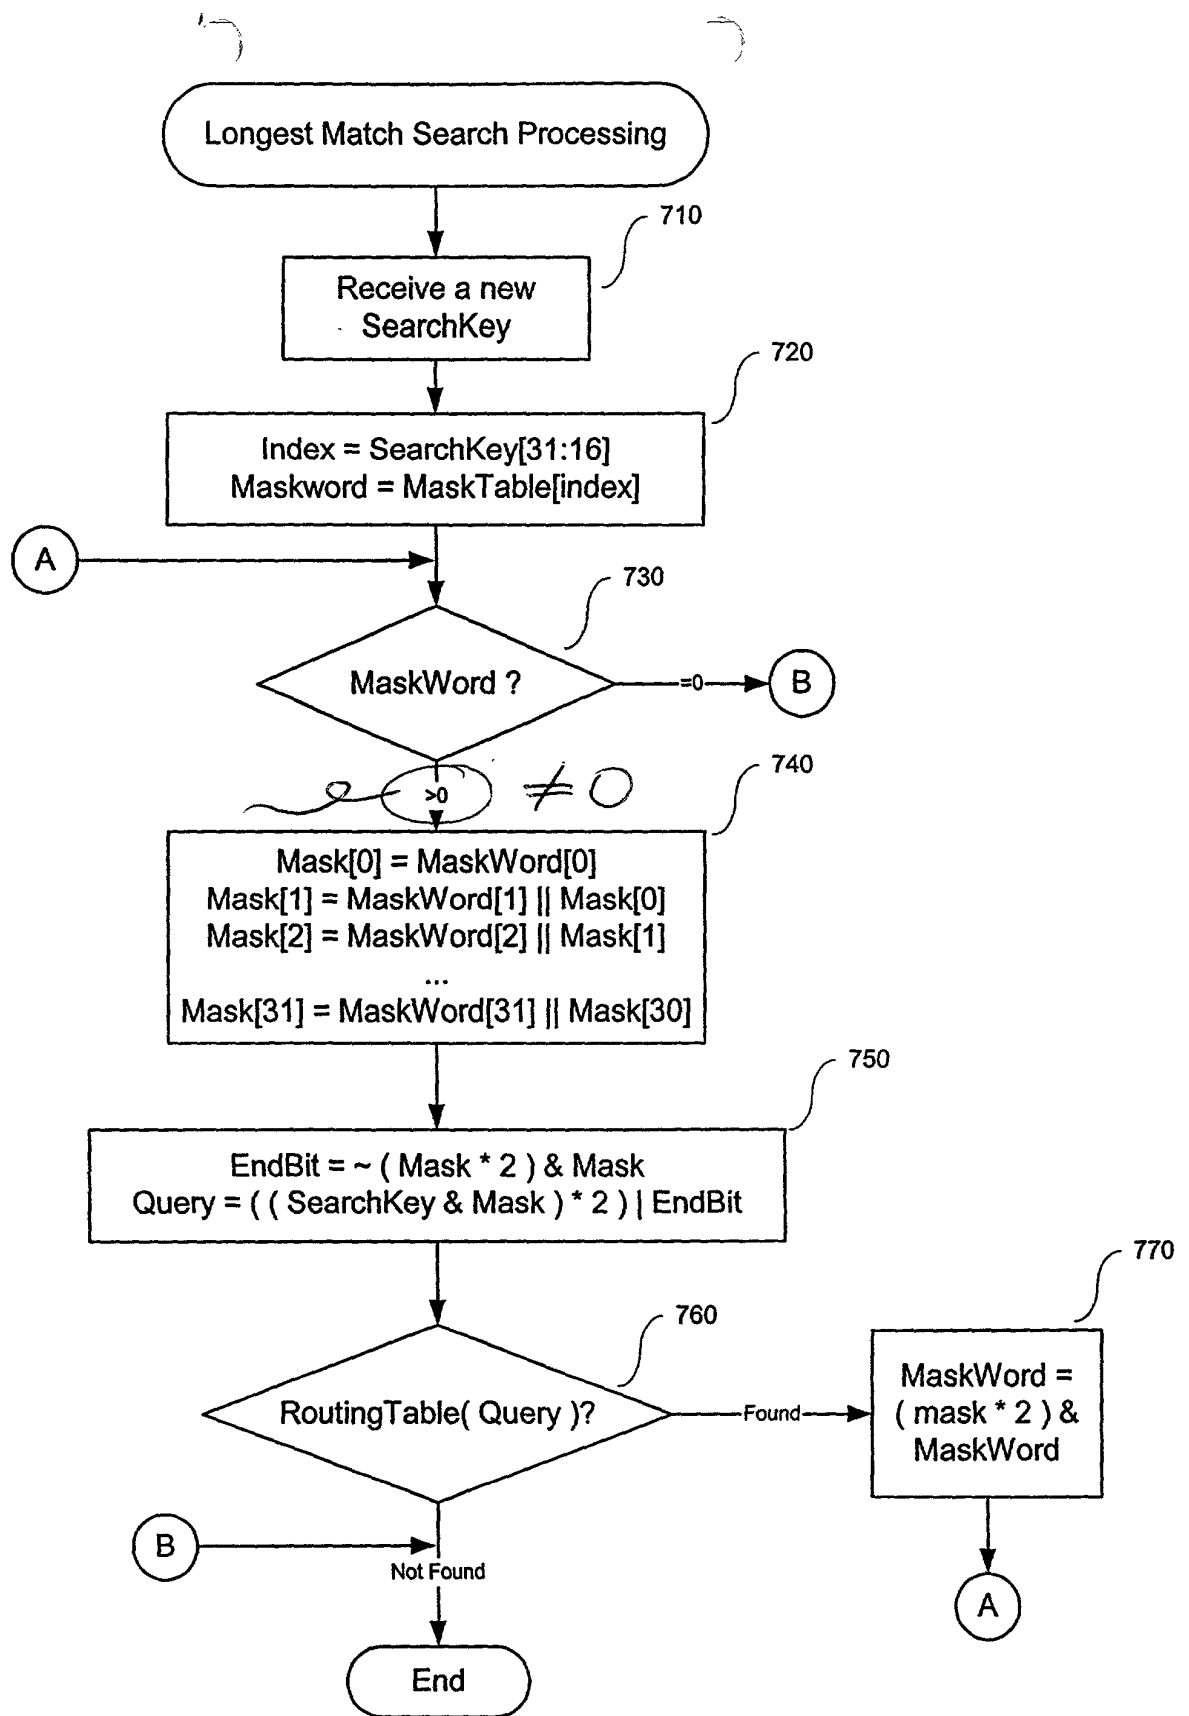 Longest Match Search Processing
710
Receive a new
SearchKey
720
Index = SearchKey[31:16]
Maskword = MaskTable[index]
A
730
MaskWord ?
=0
B
>0
≠ 0
740
Mask[0] = MaskWord[0]
Mask[1] = MaskWord[1] || Mask[0]
Mask[2] = MaskWord[2] || Mask[1]
...
Mask[31] = MaskWord[31] || Mask[30]
750
EndBit = ~ ( Mask * 2 ) & Mask
Query = ( ( SearchKey & Mask ) * 2 ) | EndBit
760
RoutingTable( Query )?
Found
770
MaskWord =
( mask * 2 ) &
MaskWord
B
Not Found
A
End